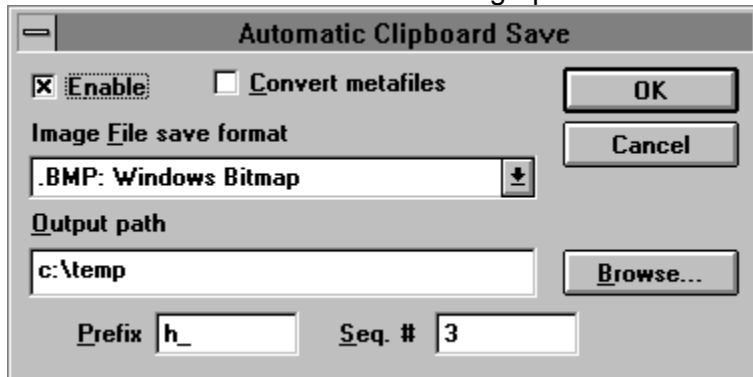 Automatic Clipboard Save
Enable
Convert metafiles
OK
Image File save format
Cancel
.BMP: Windows Bitmap
Output path
c:\temp
Browse...
Prefix h_ Seq. # 3